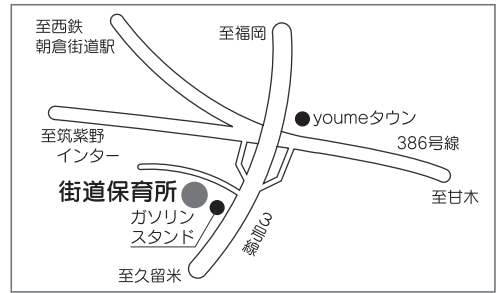 至西鉄
朝倉街道駅
至福岡
youmeタウン
386号線
至筑紫野
インター
至甘木
街道保育所
ガソリン
スタンド
3号線
至久留米